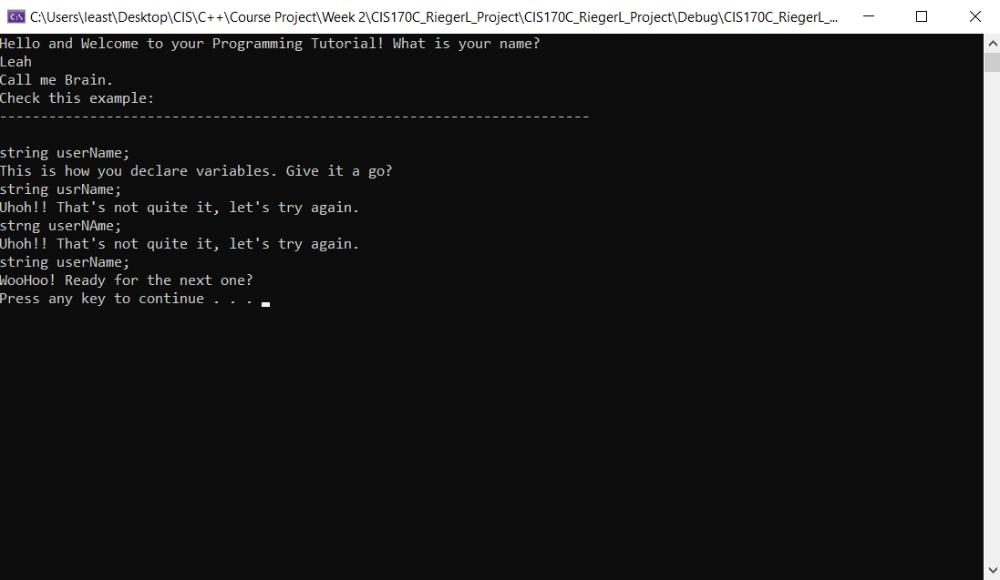 C:\Users\least\Desktop\CIS\C++\Course Project\Week 2\CIS170C_RiegerL_Project\CIS170C_RiegerL_Project\Debug\CIS170C_RiegerL_...
Hello and Welcome to your Programming Tutorial! What is your name?
Leah
Call me Brain.
Check this example:
------------------------------------------------------------------------
string userName;
This is how you declare variables. Give it a go?
string usrName;
Uhoh!! That's not quite it, let's try again.
strng userNAme;
Uhoh!! That's not quite it, let's try again.
string userName;
WooHoo! Ready for the next one?
Press any key to continue . . .